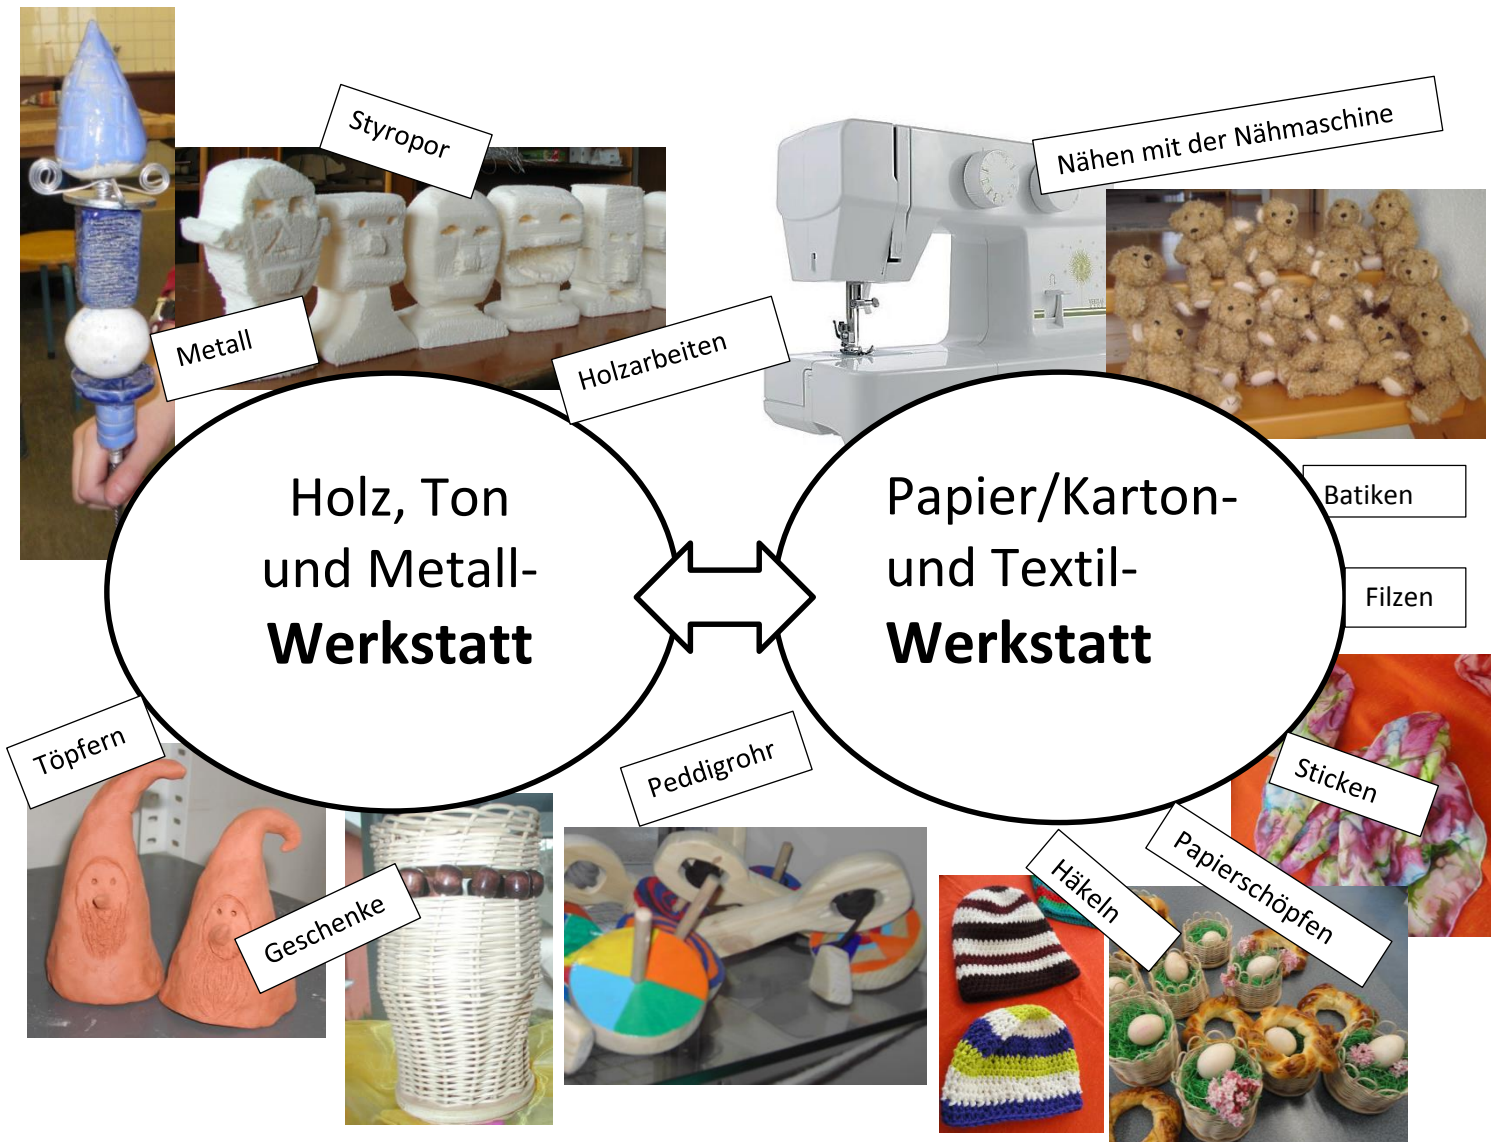 Styropor
Nähen mit der Nähmaschine
Metall
Holzarbeiten
Holz, Ton
und Metall-
Werkstatt
Papier/Karton-
und Textil-
Werkstatt
Batiken
Filzen
Töpfern
Peddigrohr
Sticken
Geschenke
Häkeln
Papierschöpfen